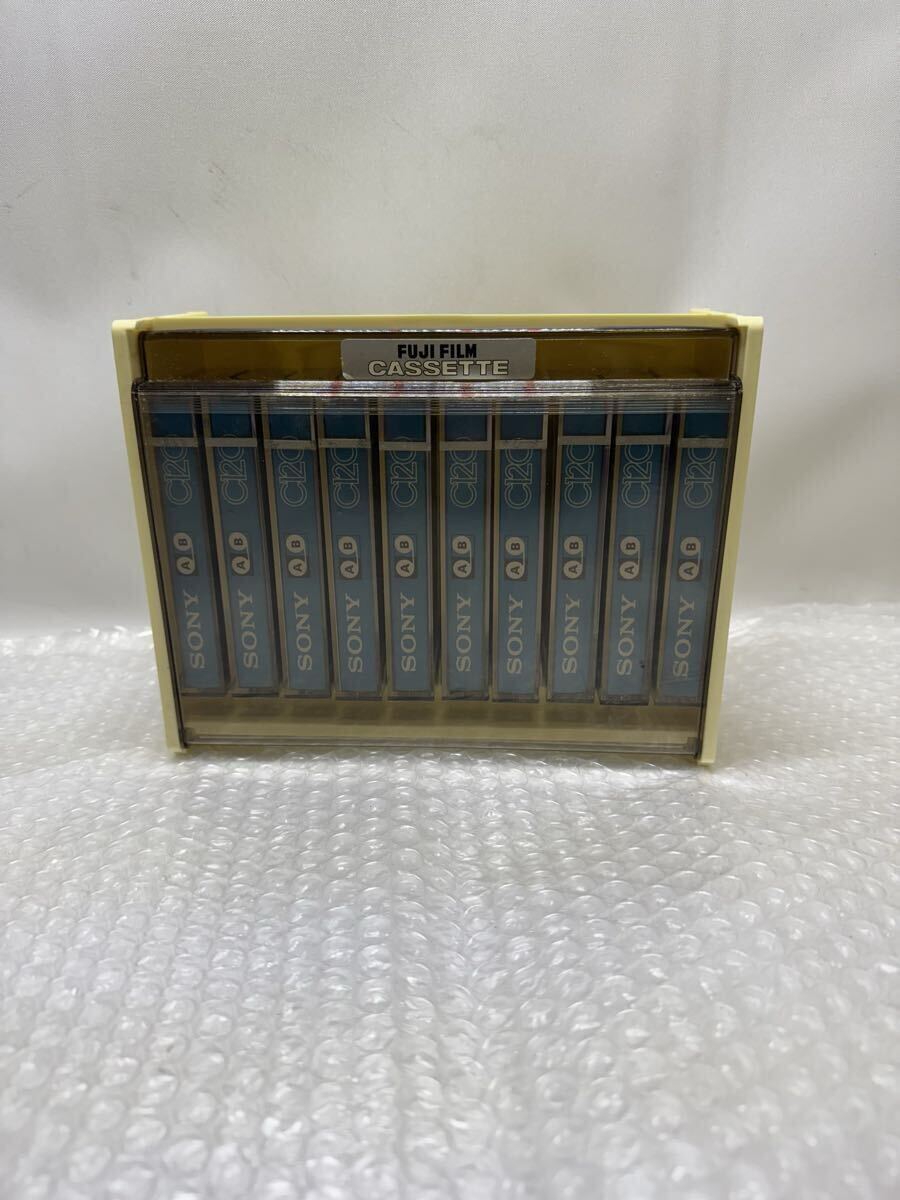 FUJI FILM
CASSETTE
C120 C120 C120 C120 C120 C120 C120 C120 C120 C120
A B A B A B A B A B A B A B A B A B A B
SONY SONY SONY SONY SONY SONY SONY SONY SONY SONY